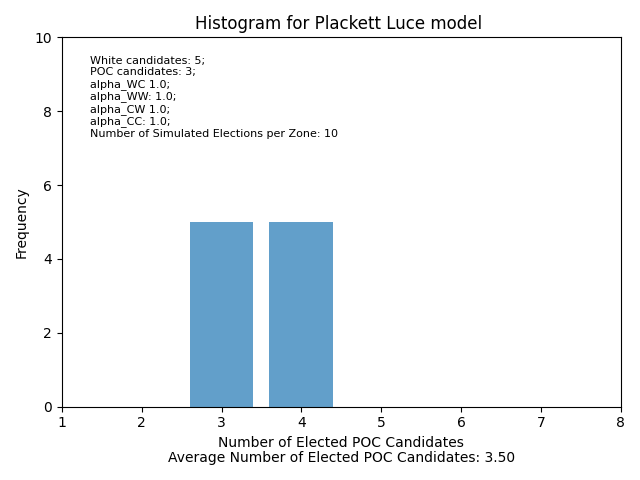 Histogram for Plackett Luce model
10
8
6
4
2
0
Frequency
White candidates: 5;
POC candidates: 3;
alpha_WC 1.0;
alpha_WW: 1.0;
alpha_CW 1.0;
alpha_CC: 1.0;
Number of Simulated Elections per Zone: 10
1 2 3 4 5 6 7 8
Number of Elected POC Candidates
Average Number of Elected POC Candidates: 3.50